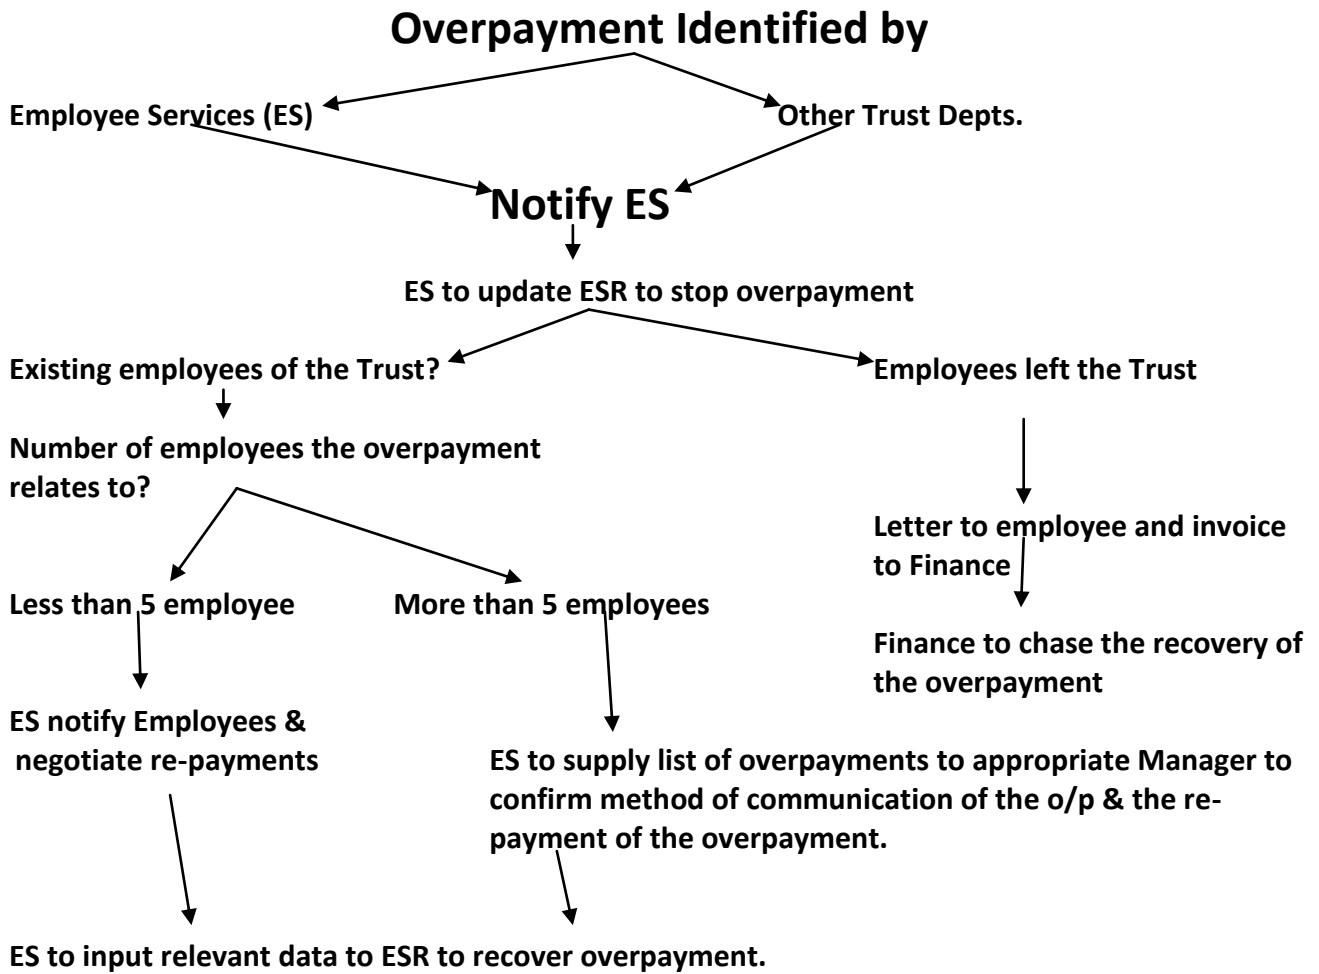 Overpayment Identified by
Employee Services (ES)
Other Trust Depts.
Notify ES
ES to update ESR to stop overpayment
Existing employees of the Trust?
Employees left the Trust
Number of employees the overpayment
relates to?
Letter to employee and invoice
to Finance
Less than 5 employee
More than 5 employees
Finance to chase the recovery of
the overpayment
ES notify Employees &
negotiate re-payments
ES to supply list of overpayments to appropriate Manager to
confirm method of communication of the o/p & the re-
payment of the overpayment.
ES to input relevant data to ESR to recover overpayment.